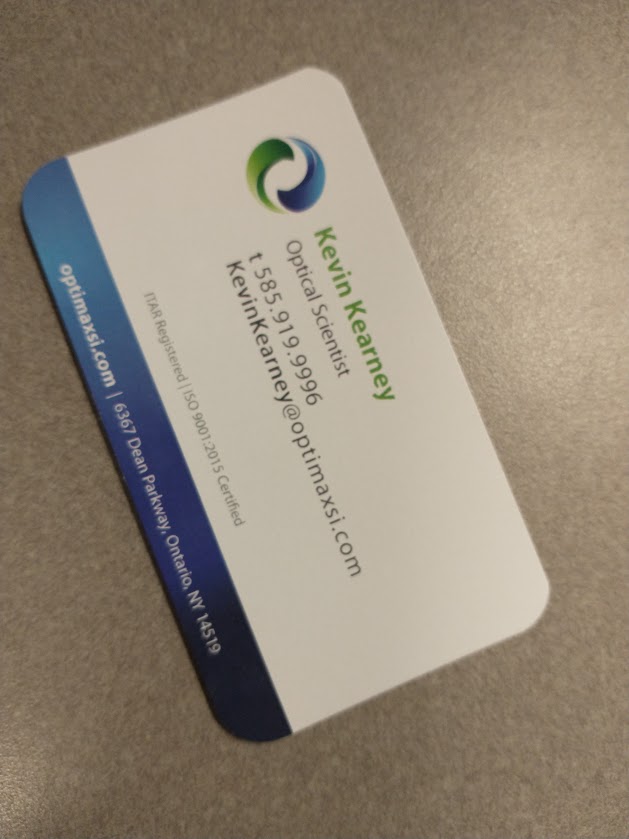 Kevin Kearney
Optical Scientist
t 585.919.9996
KevinKearney@optimaxsi.com
ITAR Registered | ISO 9001:2015 Certified
optimaxsi.com | 6367 Dean Parkway, Ontario, NY 14519